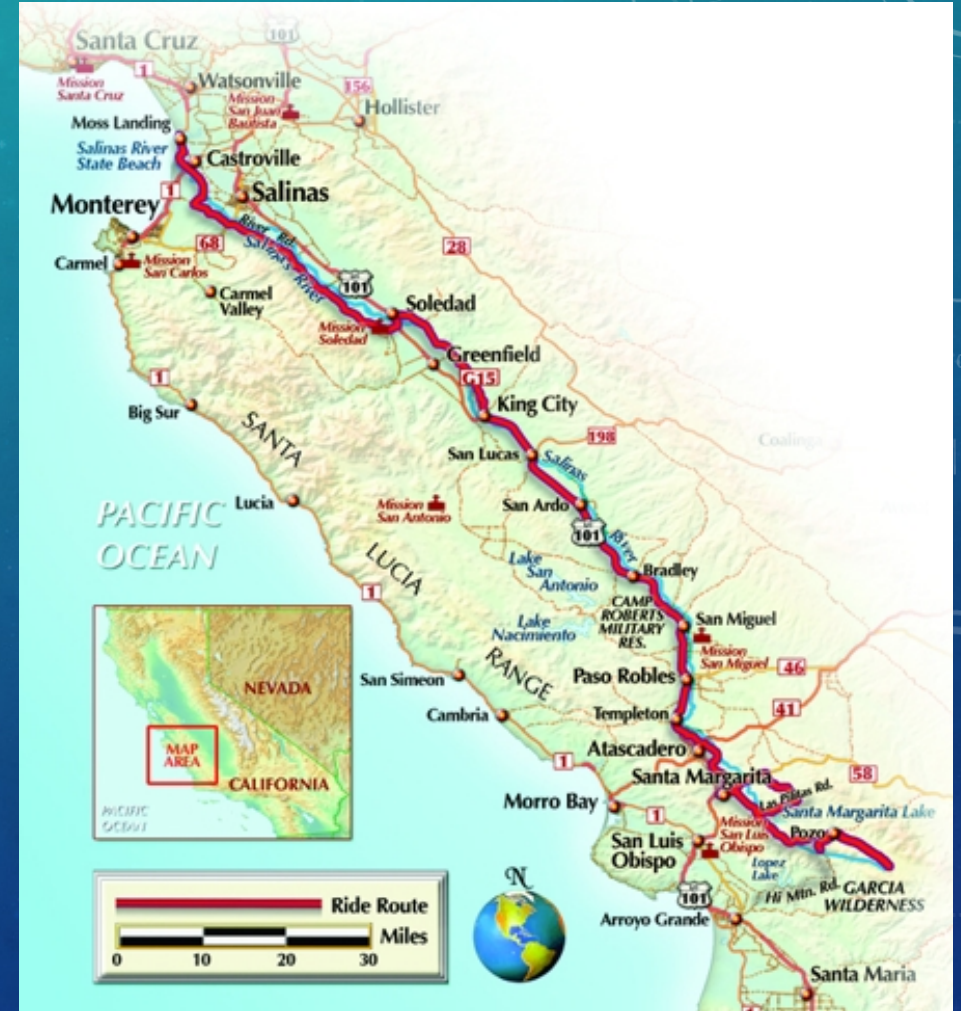 Santa Cruz
101
1
Mission
Santa Cruz
Watsonville
156
Mission
San Juan
Bautista
Hollister
Moss Landing
Salinas River
State Beach
Castroville
1
Salinas
Monterey
River Rd.
68
Salinas River
28
Carmel
Mission
San Carlos
101
Carmel
Valley
Soledad
Mission
Soledad
Greenfield
1
G15
King City
Big Sur
SANTA
198
Coalinga
San Lucas
Salinas
Lucia
Mission
San Antonio
San Ardo
PACIFIC
OCEAN
101
River
LUCIA
Lake
San
Antonio
Bradley
1
CAMP
ROBERTS
MILITARY
RES.
San Miguel
Lake
Nacimiento
Mission
San Miguel
RANGE
46
San Simeon
Paso Robles
NEVADA
Cambria
Templeton
41
MAP
AREA
Atascadero
1
58
CALIFORNIA
Santa Margarita
Las Pilitas Rd.
Morro Bay
Santa Margarita Lake
PACIFIC
OCEAN
1
Mission
San Luis
Obispo
Pozo
San Luis
Obispo
Lopez
Lake
N
Hi Mtn. Rd.
GARCIA
WILDERNESS
101
Ride Route
Arroyo Grande
Miles
0 10 20 30
Santa Maria
1